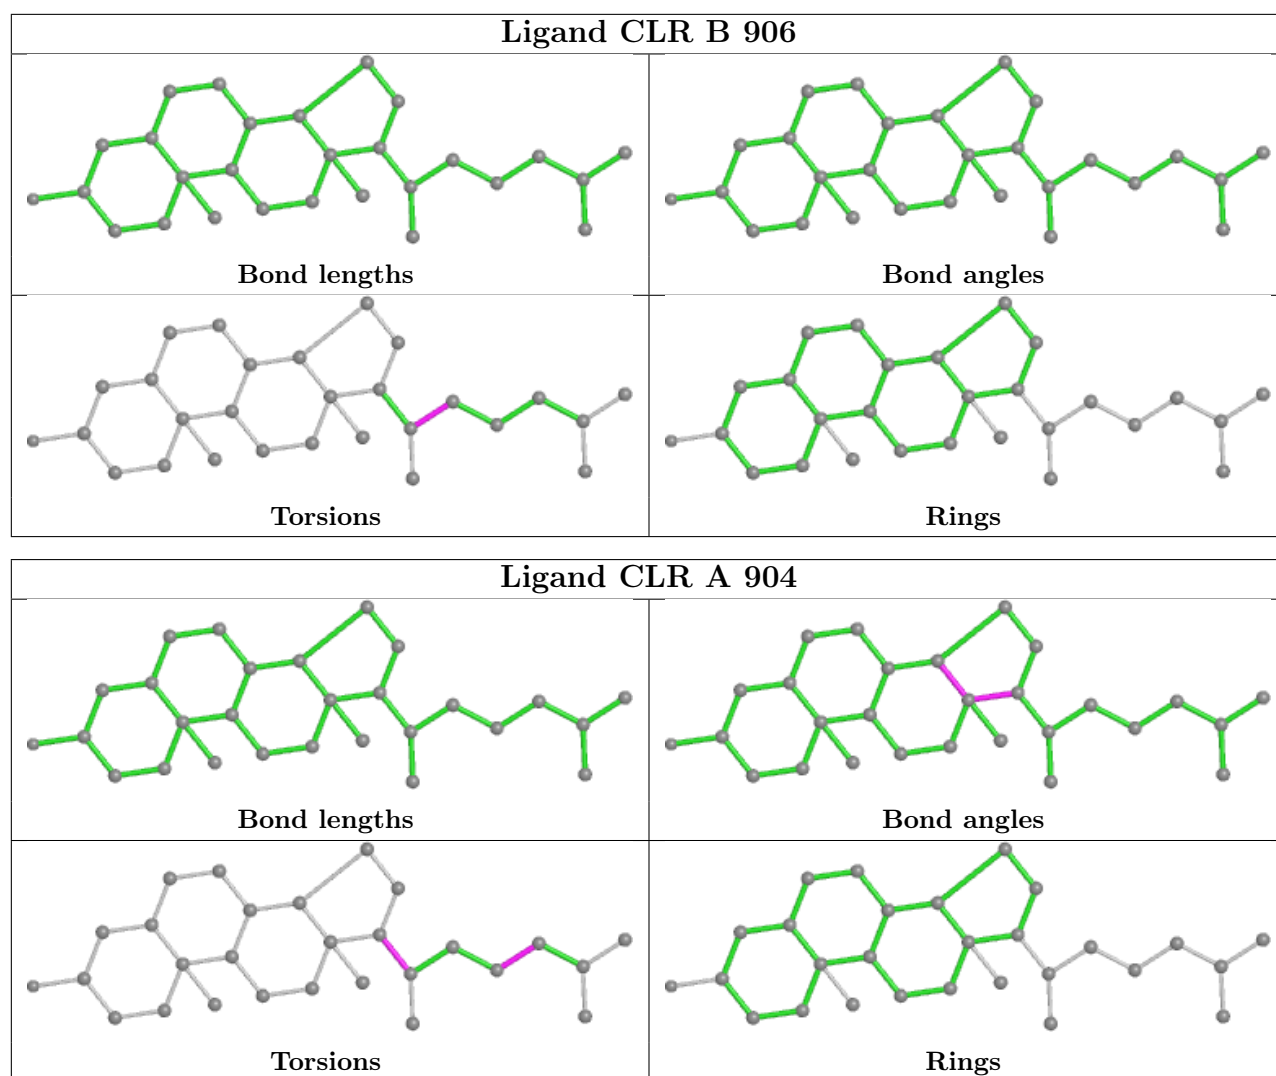 Ligand CLR B 906
Bond lengths
Bond angles
Torsions
Rings
Ligand CLR A 904
Bond lengths
Bond angles
Torsions
Rings